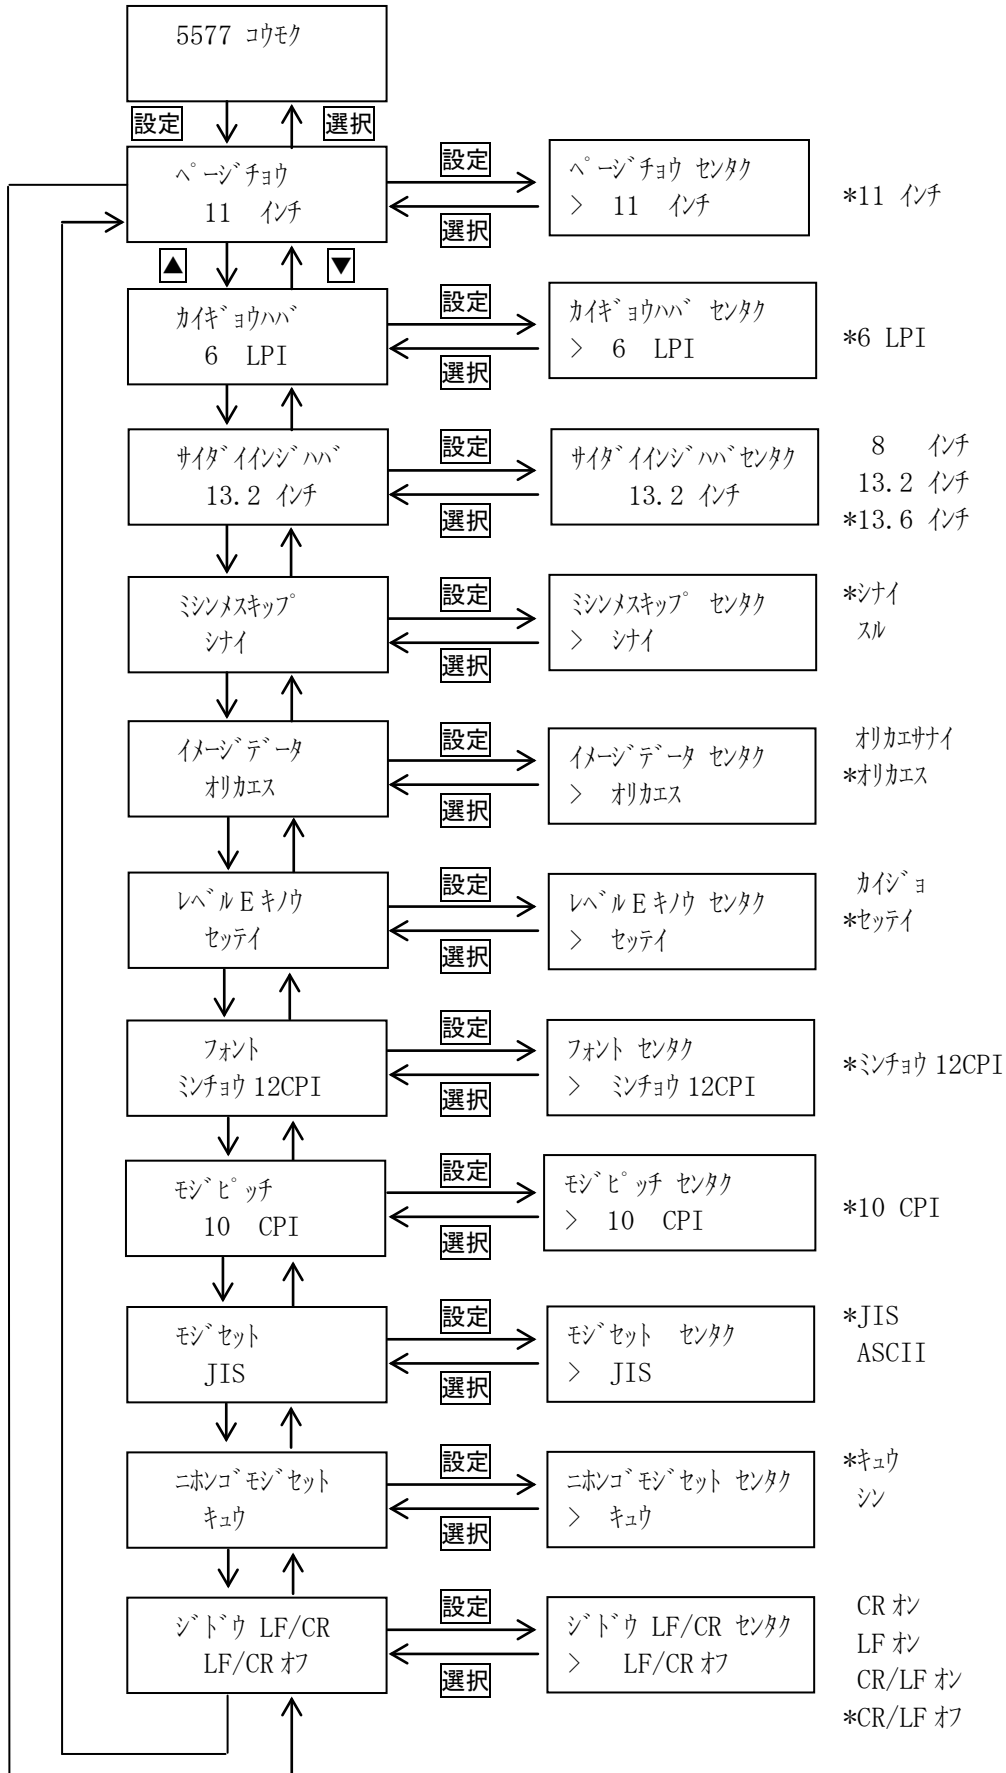 5577 ｺｳﾓｸ
設定 選択
ﾍﾟｰｼﾞﾁｮｳ
11 ｲﾝﾁ
設定
選択
ﾍﾟｰｼﾞﾁｮｳ ｾﾝﾀｸ
> 11 ｲﾝﾁ
*11 ｲﾝﾁ
▲ ▼
ｶｲｷﾞｮｳﾊﾊﾞ
6 LPI
設定
選択
ｶｲｷﾞｮｳﾊﾊﾞ ｾﾝﾀｸ
> 6 LPI
*6 LPI
ｻｲﾀﾞｲｲﾝｼﾞﾊﾊﾞ
13.2 ｲﾝﾁ
設定
選択
ｻｲﾀﾞｲｲﾝｼﾞﾊﾊﾞｾﾝﾀｸ
13.2 ｲﾝﾁ
8 ｲﾝﾁ
13.2 ｲﾝﾁ
*13.6 ｲﾝﾁ
ﾐｼﾝﾒｽｷｯﾌﾟ
ｼﾅｲ
設定
選択
ﾐｼﾝﾒｽｷｯﾌﾟ ｾﾝﾀｸ
> ｼﾅｲ
*ｼﾅｲ
ｽﾙ
ｲﾒｰｼﾞﾃﾞｰﾀ
ｵﾘｶｴｽ
設定
選択
ｲﾒｰｼﾞﾃﾞｰﾀ ｾﾝﾀｸ
> ｵﾘｶｴｽ
ｵﾘｶｴｻﾅｲ
*ｵﾘｶｴｽ
ﾚﾍﾞﾙ E ｷﾉｳ
ｾｯﾃｲ
設定
選択
ﾚﾍﾞﾙ E ｷﾉｳ ｾﾝﾀｸ
> ｾｯﾃｲ
ｶｲｼﾞｮ
*ｾｯﾃｲ
ﾌｫﾝﾄ
ﾐﾝﾁｮｳ 12CPI
設定
選択
ﾌｫﾝﾄ ｾﾝﾀｸ
> ﾐﾝﾁｮｳ 12CPI
*ﾐﾝﾁｮｳ 12CPI
ﾓｼﾞﾋﾟｯﾁ
10 CPI
設定
選択
ﾓｼﾞﾋﾟｯﾁ ｾﾝﾀｸ
> 10 CPI
*10 CPI
ﾓｼﾞｾｯﾄ
JIS
設定
選択
ﾓｼﾞｾｯﾄ ｾﾝﾀｸ
> JIS
*JIS
ASCII
ﾆﾎﾝｺﾞﾓｼﾞｾｯﾄ
ｷｭｳ
設定
選択
ﾆﾎﾝｺﾞﾓｼﾞｾｯﾄ ｾﾝﾀｸ
> ｷｭｳ
*ｷｭｳ
ｼﾝ
ｼﾞﾄﾞｳ LF/CR
LF/CR ｵﾌ
設定
選択
ｼﾞﾄﾞｳ LF/CR ｾﾝﾀｸ
> LF/CR ｵﾌ
CR ｵﾝ
LF ｵﾝ
CR/LF ｵﾝ
*CR/LF ｵﾌ